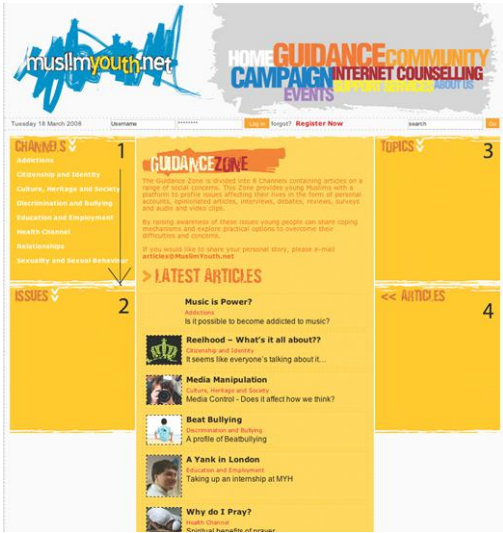 muslimyouth.net
HOME GUIDANCE COMMUNITY
CAMPAIGN INTERNET COUNSELLING
EVENTS SUPPORT SERVICES ABOUT US
Tuesday 18 March 2008 Username ******** Log in forgot? Register Now search Go
CHANNELS 1
Addictions
Citizenship and Identity
Culture, Heritage and Society
Discrimination and Bullying
Education and Employment
Health Channel
Relationships
Sexuality and Sexual Behaviour
ISSUES 2
GUIDANCEZONE
The Guidance Zone is divided into 8 Channels containing articles on a
range of social concerns. This Zone provides young Muslims with a
platform to profile issues affecting their lives in the form of personal
accounts, opinionated articles, interviews, debates, reviews, surveys
and audio and video clips.
By raising awareness of these issues young people can share coping
mechanisms and explore practical options to overcome their
difficulties and concerns.
If you would like to share your personal story, please e-mail
articles@MuslimYouth.net
> LATEST ARTICLES
Music is Power?
Addictions
Is it possible to become addicted to music?
Reelhood – What's it all about??
Citizenship and Identity
It seems like everyone's talking about it...
Media Manipulation
Culture, Heritage and Society
Media Control - Does it affect how we think?
Beat Bullying
Discrimination and Bullying
A profile of Beatbullying
A Yank in London
Education and Employment
Taking up an internship at MYH
Why do I Pray?
Health Channel
Spiritual benefits of prayer
TOPICS 3
<< ARTICLES
4